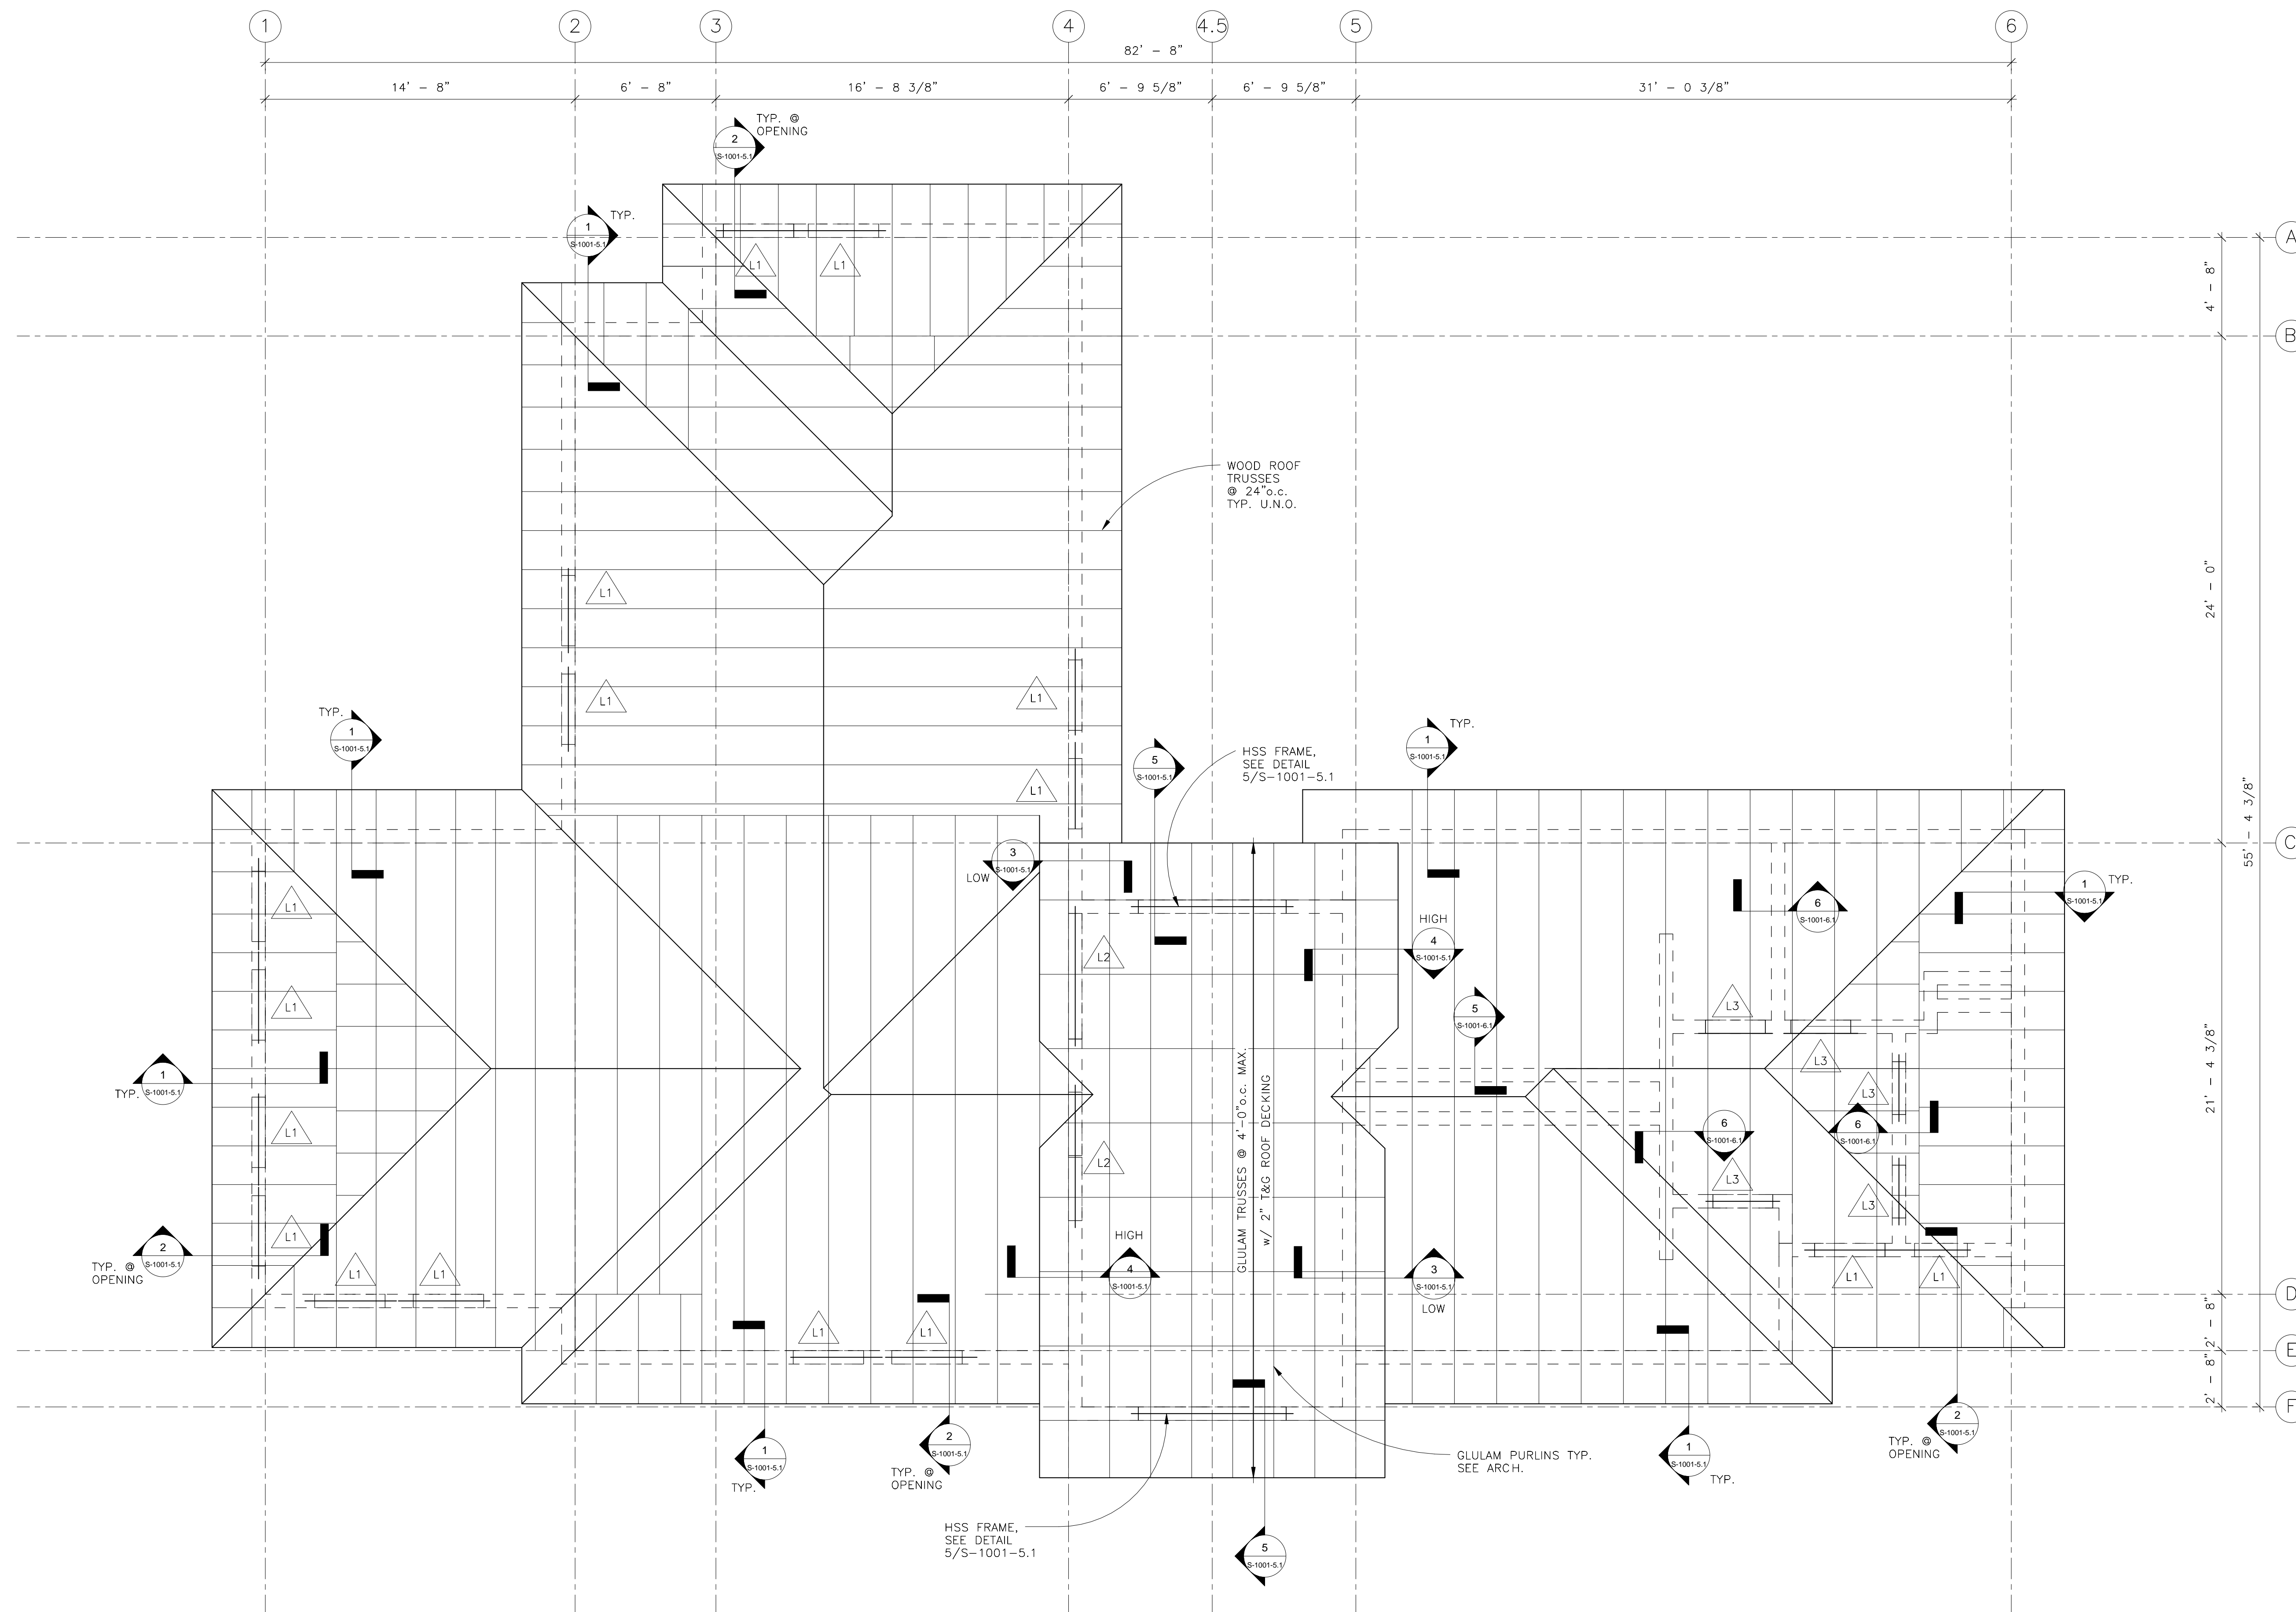 1
2
3
4
4.5
5
6
82' - 8"
14' - 8"
6' - 8"
16' - 8 3/8"
6' - 9 5/8"
6' - 9 5/8"
31' - 0 3/8"
TYP. @
OPENING
2
S-1001-5.1
TYP.
1
S-1001-5.1
A
4' - 8"
L1
L1
B
WOOD ROOF
TRUSSES
@ 24"o.c.
TYP. U.N.O.
24' - 0"
L1
L1
L1
L1
TYP.
1
S-1001-5.1
5
S-1001-5.1
HSS FRAME,
SEE DETAIL
5/S-1001-5.1
1
S-1001-5.1
TYP.
55' - 4 3/8"
C
3
S-1001-5.1
LOW
L1
L1
L2
HIGH
4
S-1001-5.1
6
S-1001-6.1
1
S-1001-5.1
TYP.
5
S-1001-6.1
L3
L3
L3
21' - 4 3/8"
1
S-1001-5.1
TYP.
L1
L2
GLULAM TRUSSES @ 4'-0"o.c. MAX.
w/ 2" T&G ROOF DECKING
6
S-1001-6.1
6
S-1001-6.1
L3
L3
2
S-1001-5.1
TYP. @
OPENING
L1
L1
L1
HIGH
4
S-1001-5.1
3
S-1001-5.1
LOW
L1
L1
D
2' - 8"
L1
L1
E
2' - 8"
F
1
S-1001-5.1
TYP.
2
S-1001-5.1
TYP. @
OPENING
GLULAM PURLINS TYP.
SEE ARCH.
1
S-1001-5.1
TYP.
2
S-1001-5.1
TYP. @
OPENING
HSS FRAME,
SEE DETAIL
5/S-1001-5.1
5
S-1001-5.1